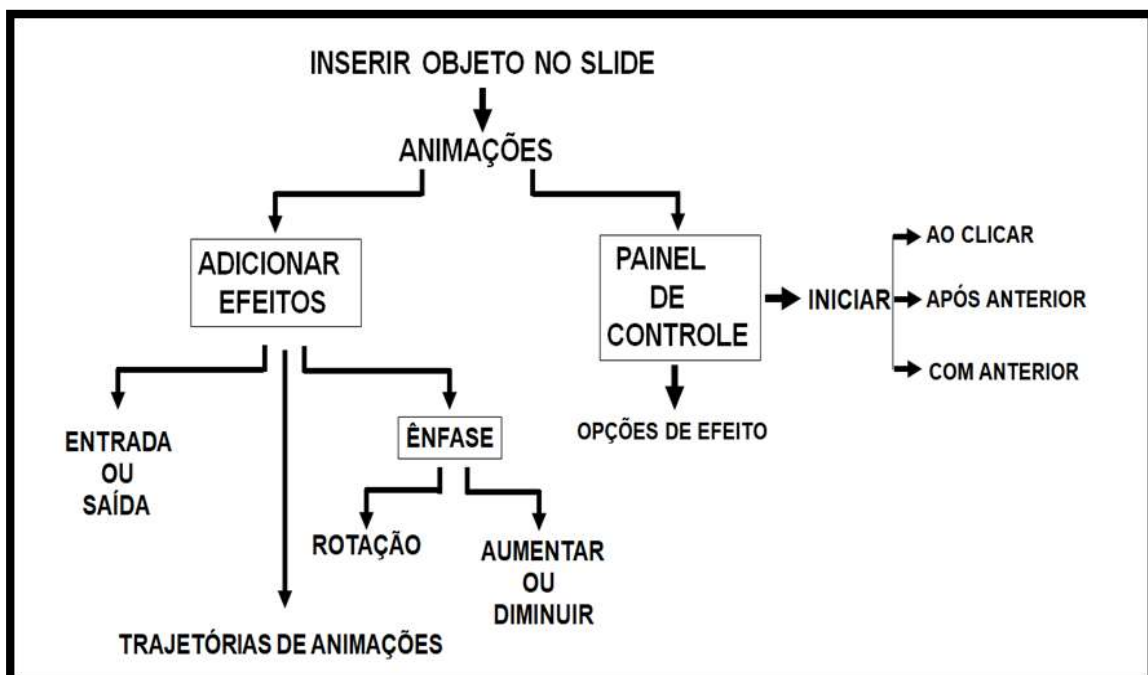 INSERIR OBJETO NO SLIDE
ANIMAÇÕES
ADICIONAR
EFEITOS
PAINEL
DE
CONTROLE
INICIAR
AO CLICAR
APÓS ANTERIOR
COM ANTERIOR
OPÇÕES DE EFEITO
ENTRADA
OU
SAÍDA
ÊNFASE
ROTAÇÃO
AUMENTAR
OU
DIMINUIR
TRAJETÓRIAS DE ANIMAÇÕES